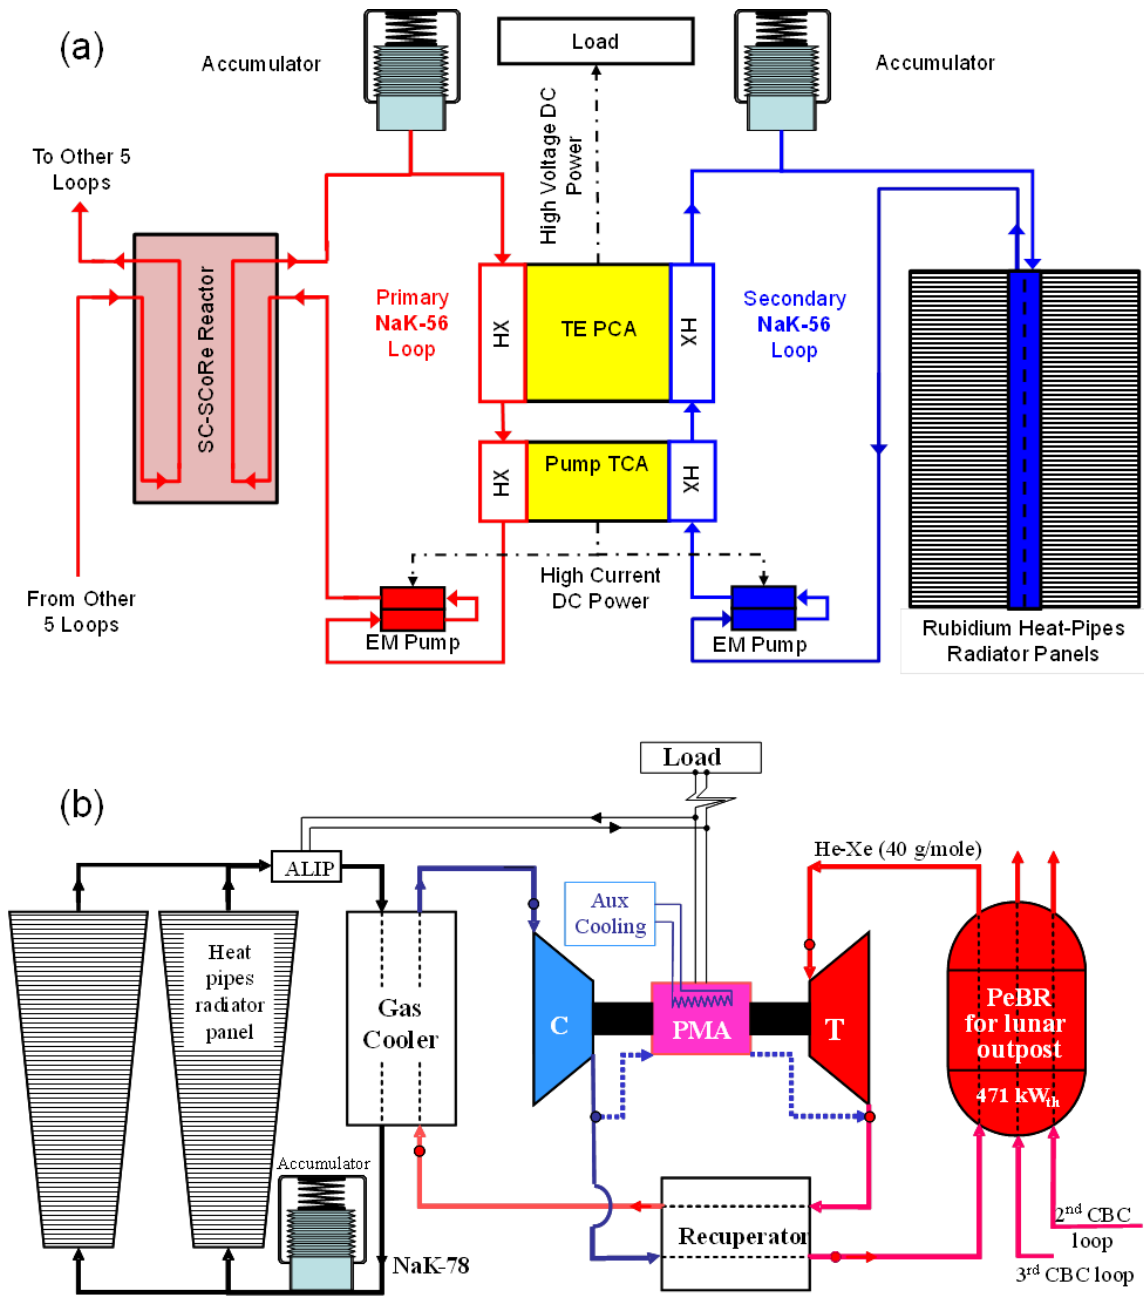 (a)
Accumulator
Load
Accumulator
High Voltage DC
Power
To Other 5
Loops
SC-SCoRe Reactor
Primary
NaK-56
Loop
HX
TE PCA
HX
Secondary
NaK-56
Loop
HX
Pump TCA
HX
From Other
5 Loops
High Current
DC Power
EM Pump
EM Pump
Rubidium Heat-Pipes
Radiator Panels
(b)
Load
ALIP
He-Xe (40 g/mole)
Aux
Cooling
Heat
pipes
radiator
panel
Gas
Cooler
C
PMA
T
PeBR
for lunar
outpost
471 kWth
Accumulator
NaK-78
Recuperator
2nd CBC
loop
3rd CBC loop